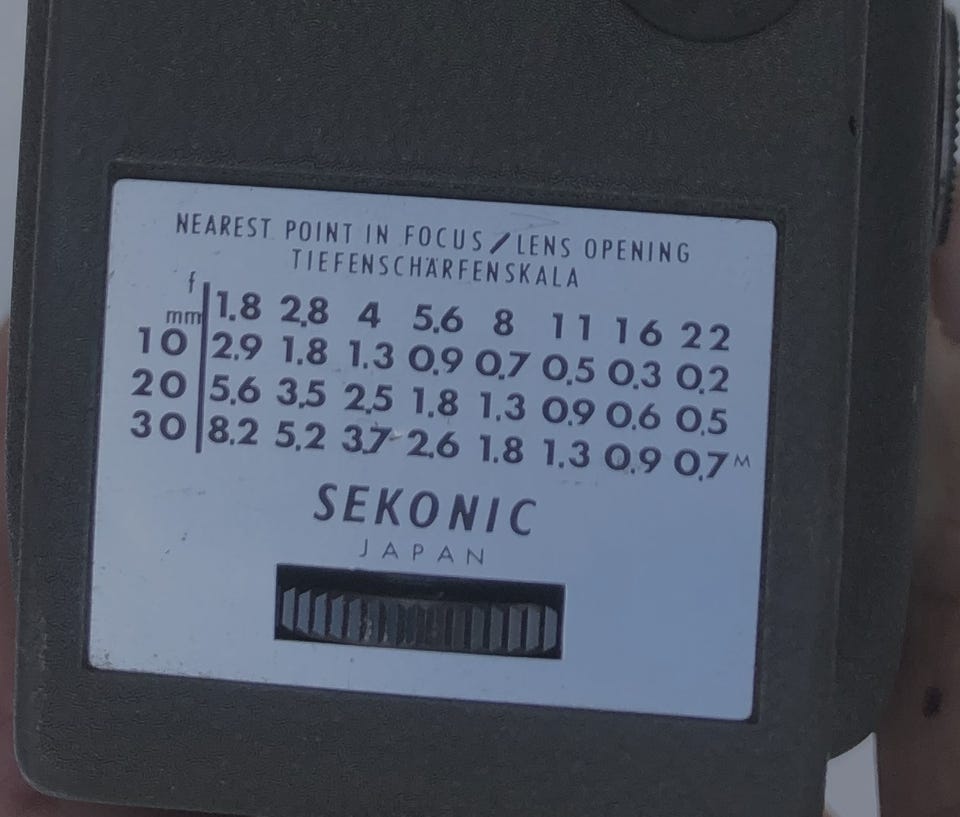 NEAREST POINT IN FOCUS / LENS OPENING
TIEFENSCHÄRFENSKALA
f 1.8 2.8 4 5.6 8 11 16 22
mm
10 2.9 1.8 1.3 0.9 0.7 0.5 0.3 0.2
20 5.6 3.5 2.5 1.8 1.3 0.9 0.6 0.5
30 8.2 5.2 3.7 2.6 1.8 1.3 0.9 0.7 M
SEKONIC
JAPAN